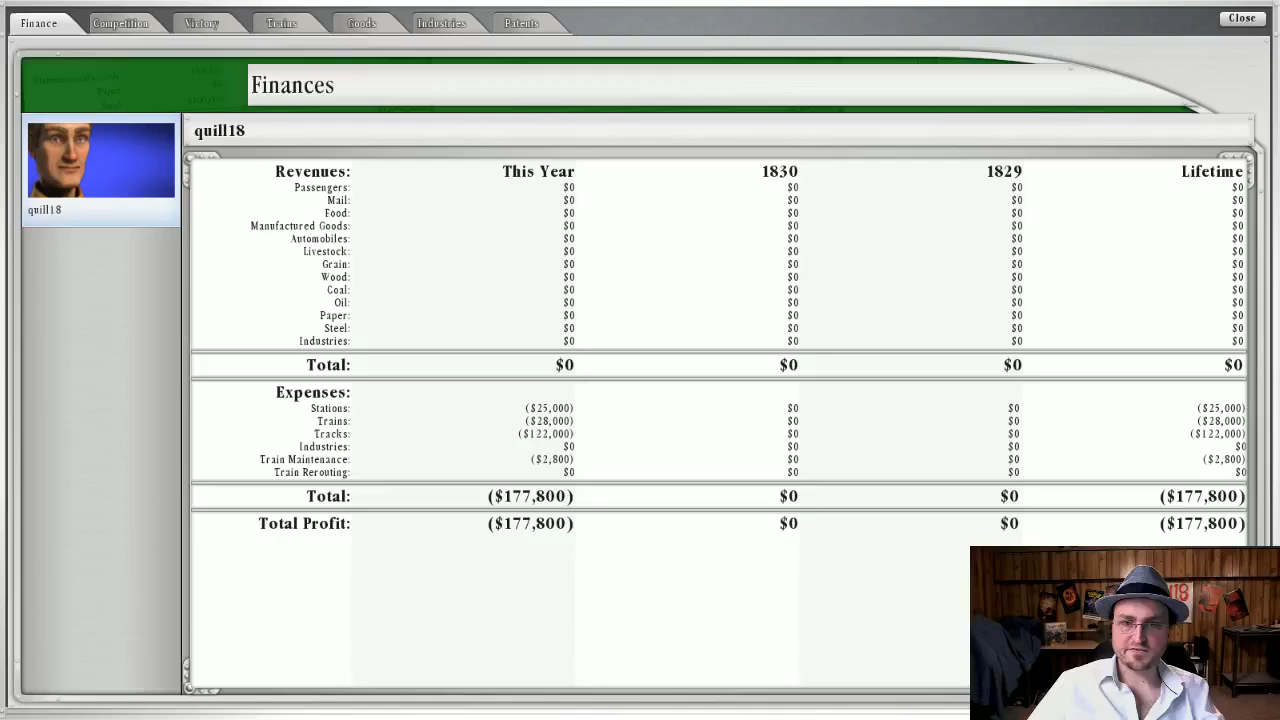 Finance Competition Victory Trains Goods Industries Patents Close
Finances
quill18
quill18
Revenues: This Year 1830 1829 Lifetime
Passengers: $0 $0 $0 $0
Mail: $0 $0 $0 $0
Food: $0 $0 $0 $0
Manufactured Goods: $0 $0 $0 $0
Automobiles: $0 $0 $0 $0
Livestock: $0 $0 $0 $0
Grain: $0 $0 $0 $0
Wood: $0 $0 $0 $0
Coal: $0 $0 $0 $0
Oil: $0 $0 $0 $0
Paper: $0 $0 $0 $0
Steel: $0 $0 $0 $0
Industries: $0 $0 $0 $0
Total: $0 $0 $0 $0
Expenses:
Stations: ($25,000) $0 $0 ($25,000)
Trains: ($28,000) $0 $0 ($28,000)
Tracks: ($122,000) $0 $0 ($122,000)
Industries: $0 $0 $0 $0
Train Maintenance: ($2,800) $0 $0 ($2,800)
Train Rerouting: $0 $0 $0 $0
Total: ($177,800) $0 $0 ($177,800)
Total Profit: ($177,800) $0 $0 ($177,800)